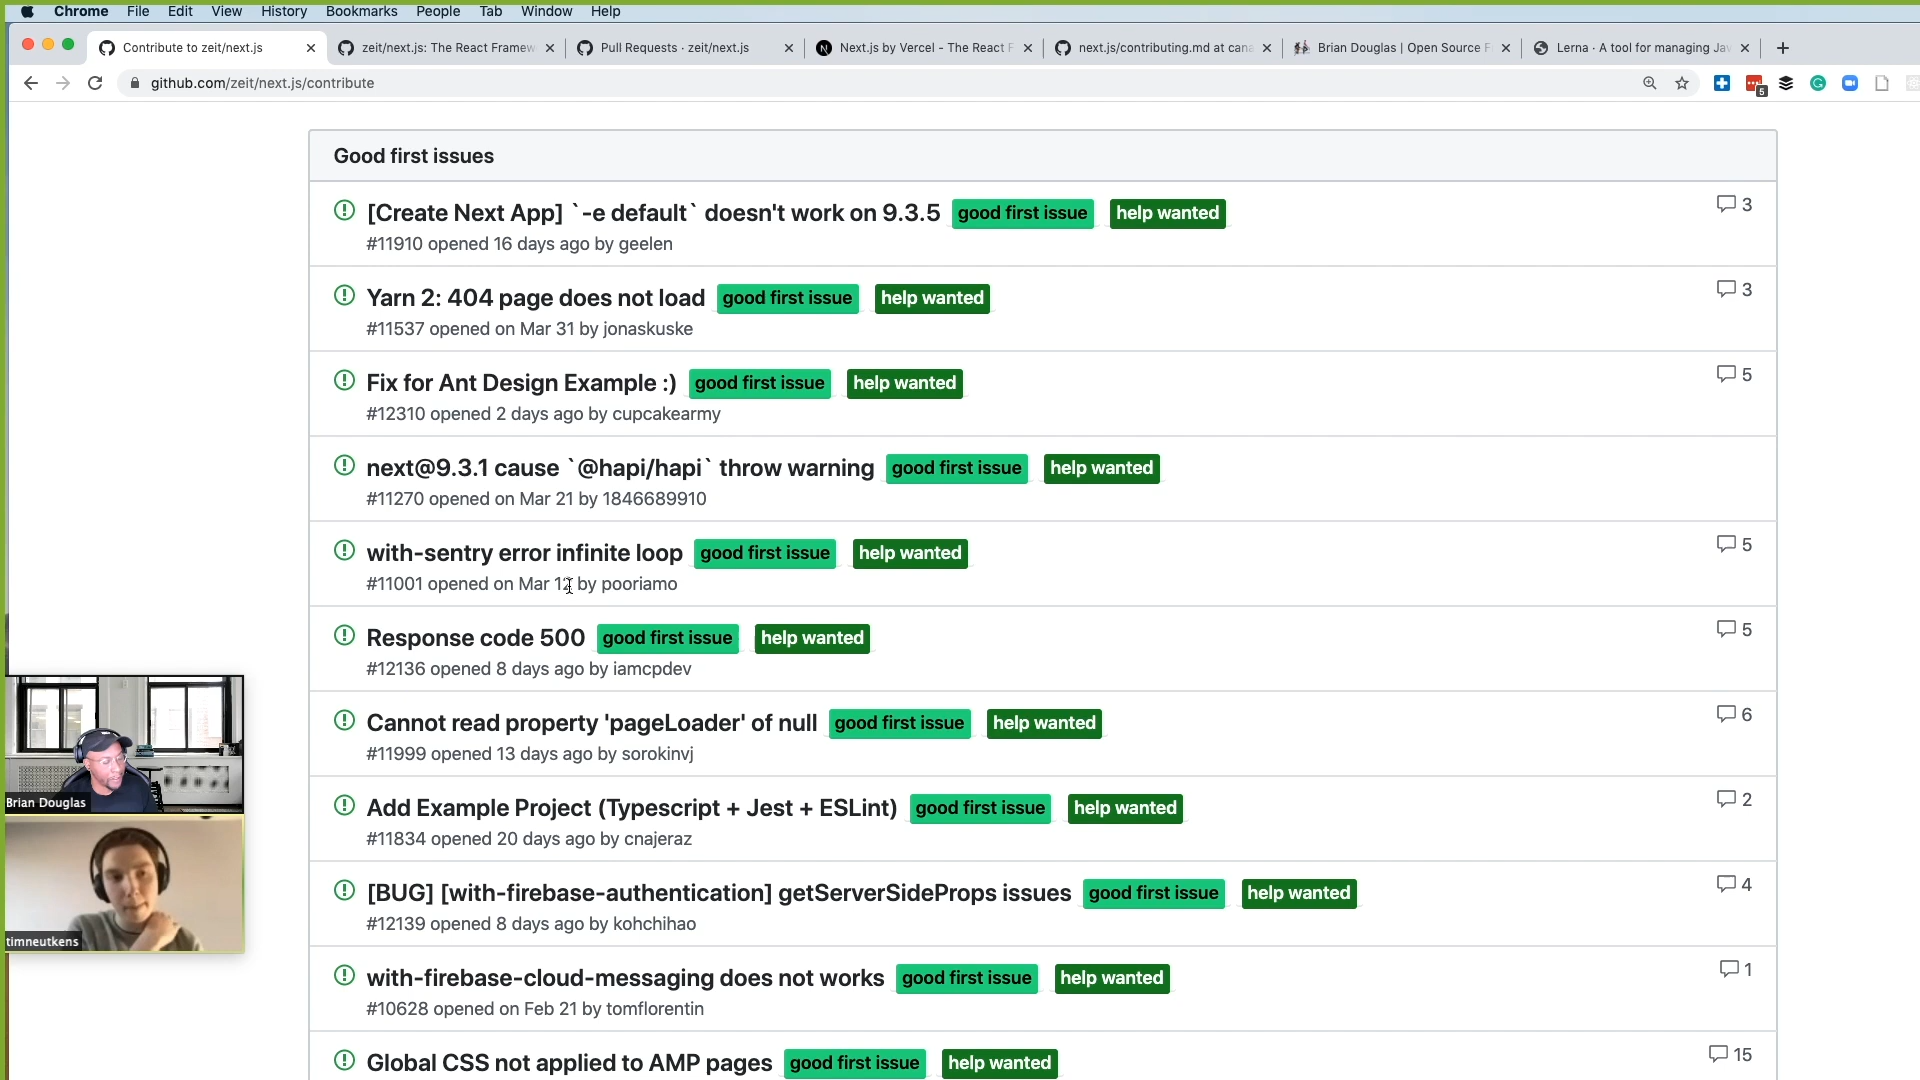 Chrome File Edit View History Bookmarks People Tab Window Help
Contribute to zeit/next.js
zeit/next.js: The React Framew
Pull Requests · zeit/next.js
Next.js by Vercel - The React F
next.js/contributing.md at cana
Brian Douglas | Open Source F
Lerna · A tool for managing Jav
github.com/zeit/next.js/contribute
5
Good first issues
[Create Next App] `-e default` doesn't work on 9.3.5 good first issue help wanted 3
#11910 opened 16 days ago by geelen
Yarn 2: 404 page does not load good first issue help wanted 3
#11537 opened on Mar 31 by jonaskuske
Fix for Ant Design Example :) good first issue help wanted 5
#12310 opened 2 days ago by cupcakearmy
next@9.3.1 cause `@hapi/hapi` throw warning good first issue help wanted
#11270 opened on Mar 21 by 1846689910
with-sentry error infinite loop good first issue help wanted 5
#11001 opened on Mar 12 by pooriamo
Response code 500 good first issue help wanted 5
#12136 opened 8 days ago by iamcpdev
Cannot read property 'pageLoader' of null good first issue help wanted 6
#11999 opened 13 days ago by sorokinvj
Add Example Project (Typescript + Jest + ESLint) good first issue help wanted 2
#11834 opened 20 days ago by cnajeraz
[BUG] [with-firebase-authentication] getServerSideProps issues good first issue help wanted 4
#12139 opened 8 days ago by kohchihao
with-firebase-cloud-messaging does not works good first issue help wanted 1
#10628 opened on Feb 21 by tomflorentin
Global CSS not applied to AMP pages good first issue help wanted 15
Brian Douglas
timneutkens